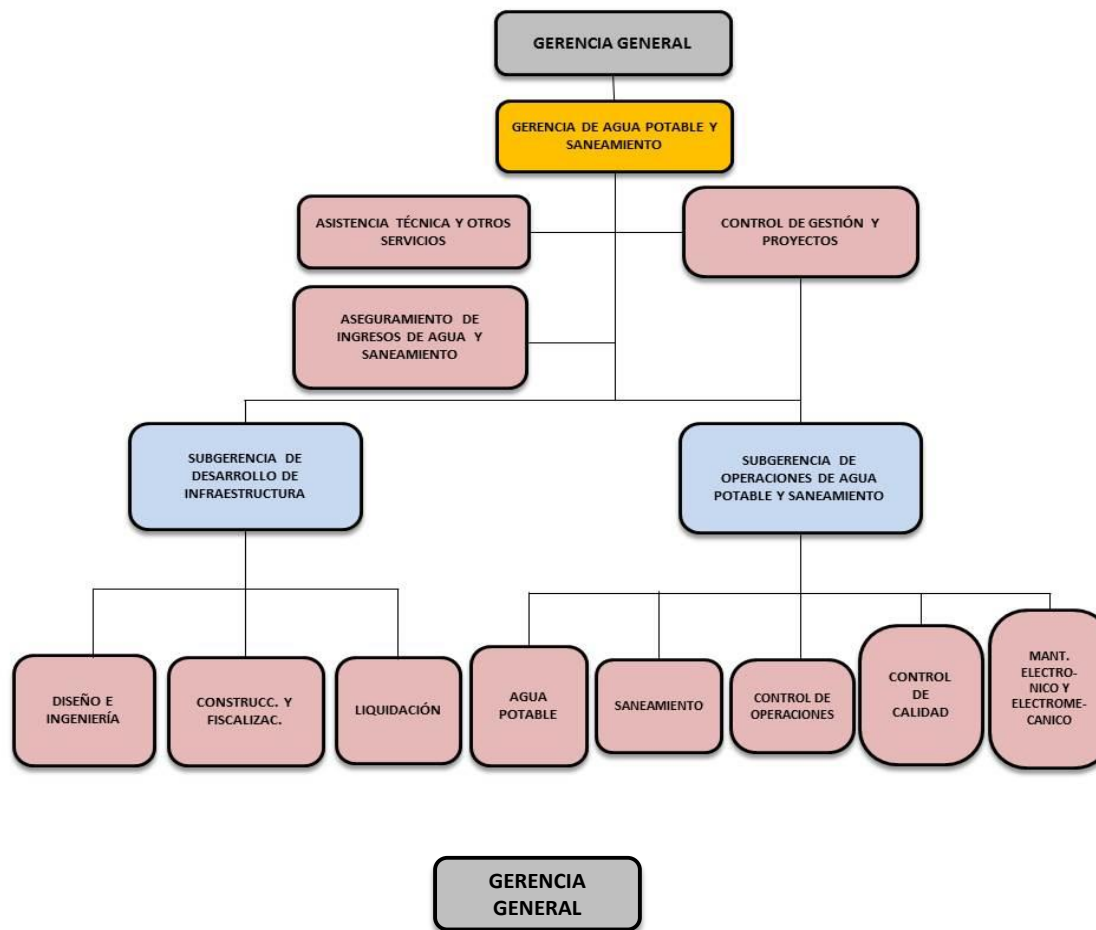 GERENCIA GENERAL
GERENCIA DE AGUA POTABLE Y
SANEAMIENTO
ASISTENCIA TÉCNICA Y OTROS
SERVICIOS
CONTROL DE GESTIÓN Y
PROYECTOS
ASEGURAMIENTO DE
INGRESOS DE AGUA Y
SANEAMIENTO
SUBGERENCIA DE
DESARROLLO DE
INFRAESTRUCTURA
SUBGERENCIA DE
OPERACIONES DE AGUA
POTABLE Y SANEAMIENTO
DISEÑO E
INGENIERÍA
CONSTRUCC. Y
FISCALIZAC.
LIQUIDACIÓN
AGUA
POTABLE
SANEAMIENTO
CONTROL DE
OPERACIONES
CONTROL
DE
CALIDAD
MANT.
ELECTRO-
NICO Y
ELECTROME-
CANICO
GERENCIA
GENERAL